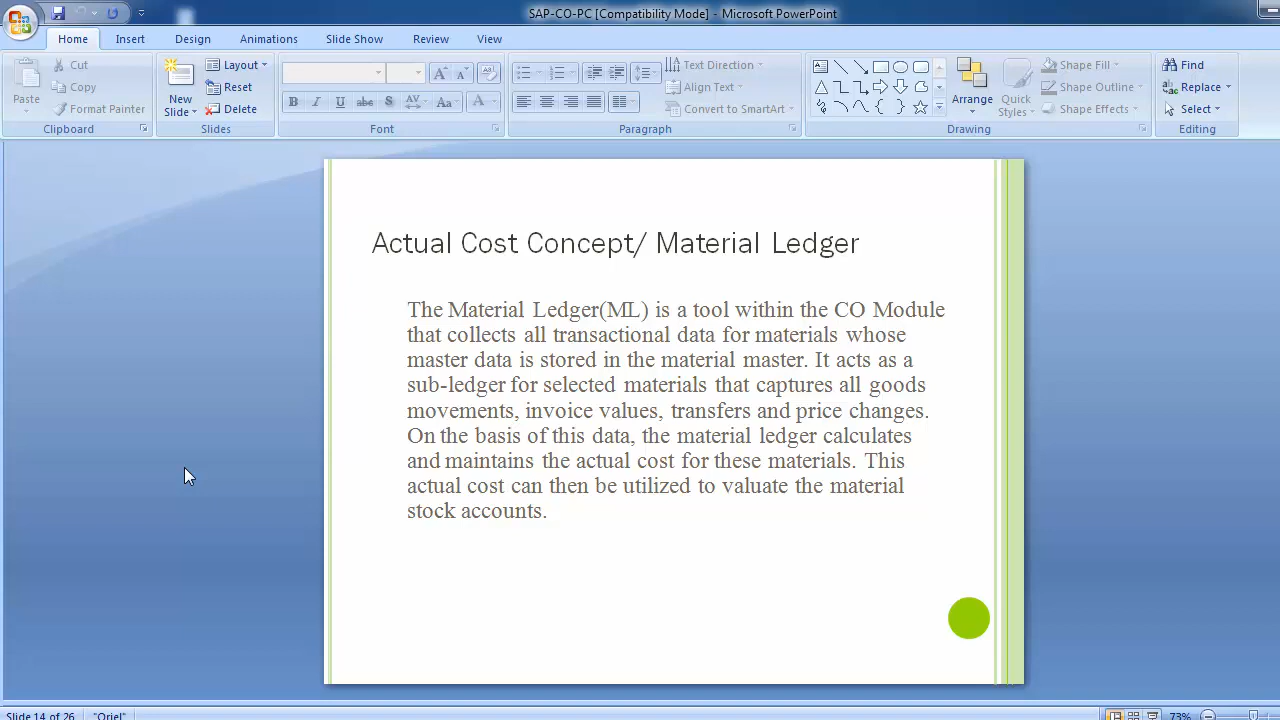 SAP-CO-PC [Compatibility Mode] - Microsoft PowerPoint
Home Insert Design Animations Slide Show Review View
Paste
Cut
Copy
Format Painter
Clipboard
New Slide
Layout
Reset
Delete
Slides
B I U abc AV Aa A
Font
Text Direction
Align Text
Convert to SmartArt
Paragraph
Arrange
Quick Styles
Shape Fill
Shape Outline
Shape Effects
Drawing
Find
Replace
Select
Editing
Actual Cost Concept/ Material Ledger
The Material Ledger(ML) is a tool within the CO Module
that collects all transactional data for materials whose
master data is stored in the material master. It acts as a
sub-ledger for selected materials that captures all goods
movements, invoice values, transfers and price changes.
On the basis of this data, the material ledger calculates
and maintains the actual cost for these materials. This
actual cost can then be utilized to valuate the material
stock accounts.
Slide 14 of 26 "Oriel" 73%